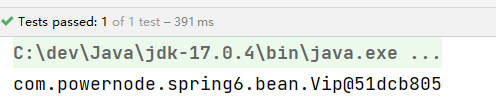 Tests passed: 1 of 1 test – 391 ms
C:\dev\Java\jdk-17.0.4\bin\java.exe ...
com.powernode.spring6.bean.Vip@51dcb805